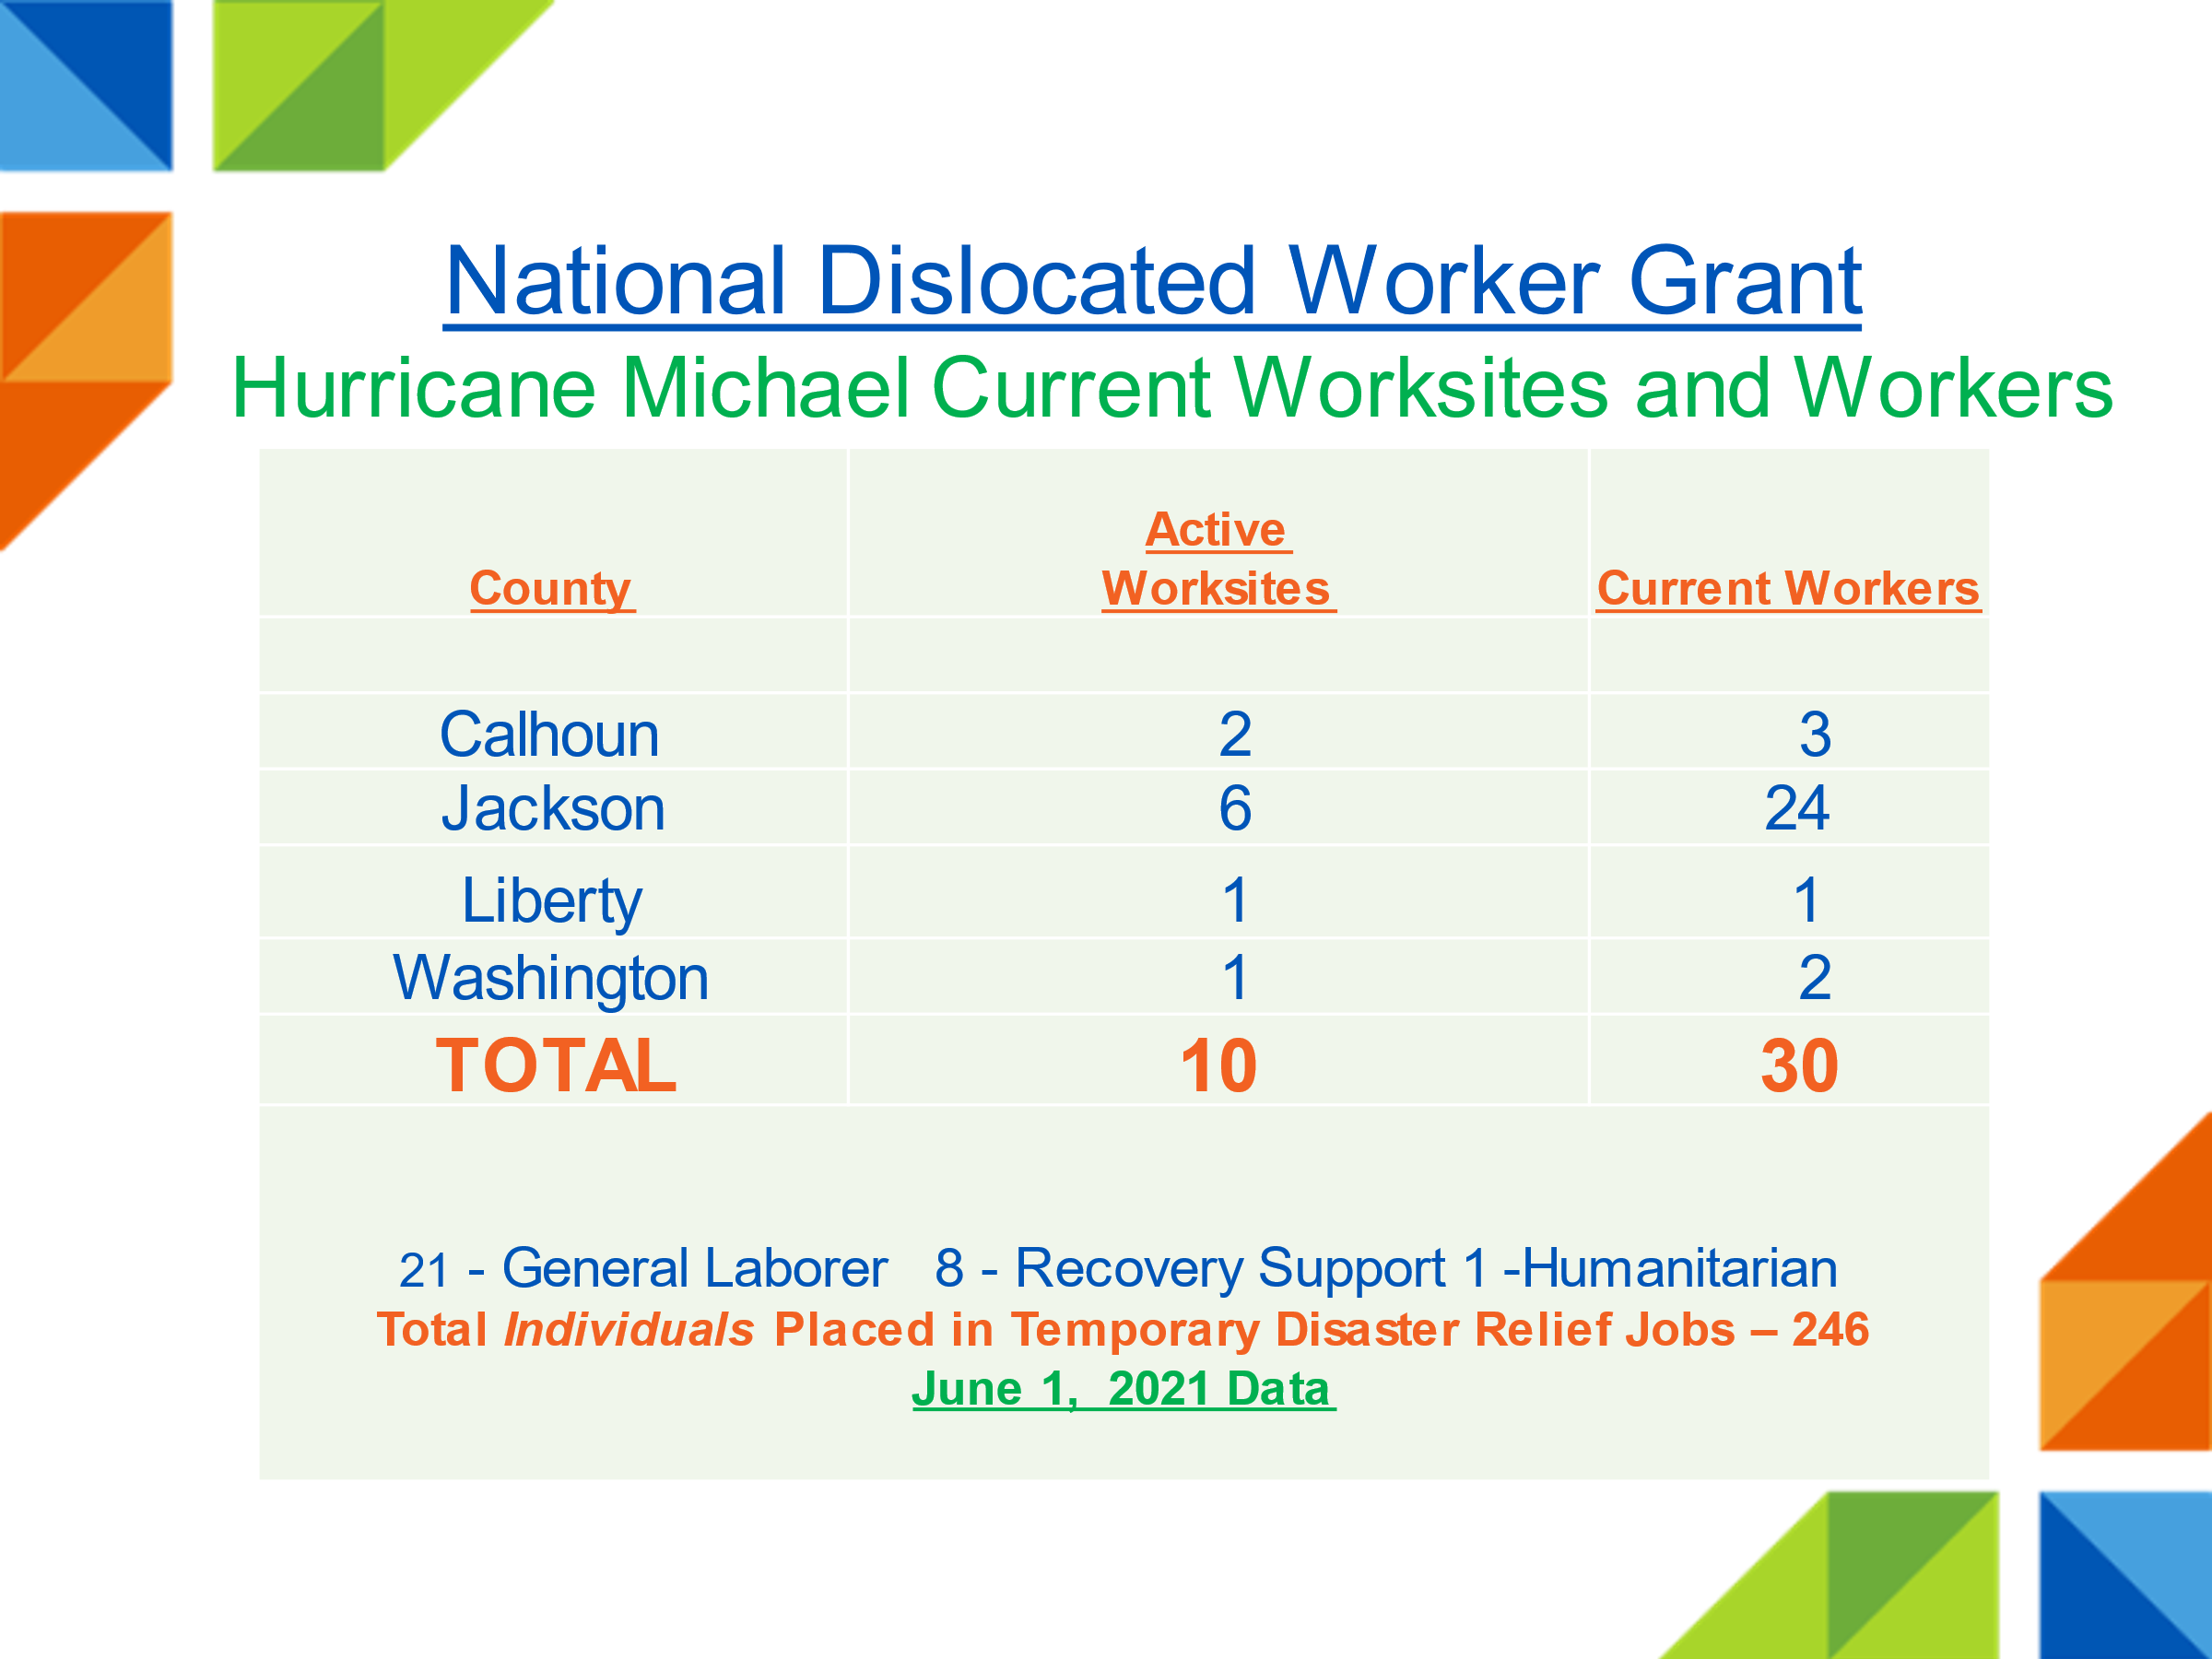 National Dislocated Worker Grant
Hurricane Michael Current Worksites and Workers
County Active Worksites Current Workers
Calhoun 2 3
Jackson 6 24
Liberty 1 1
Washington 1 2
TOTAL 10 30
21 - General Laborer 8 - Recovery Support 1 -Humanitarian
Total Individuals Placed in Temporary Disaster Relief Jobs – 246
June 1, 2021 Data